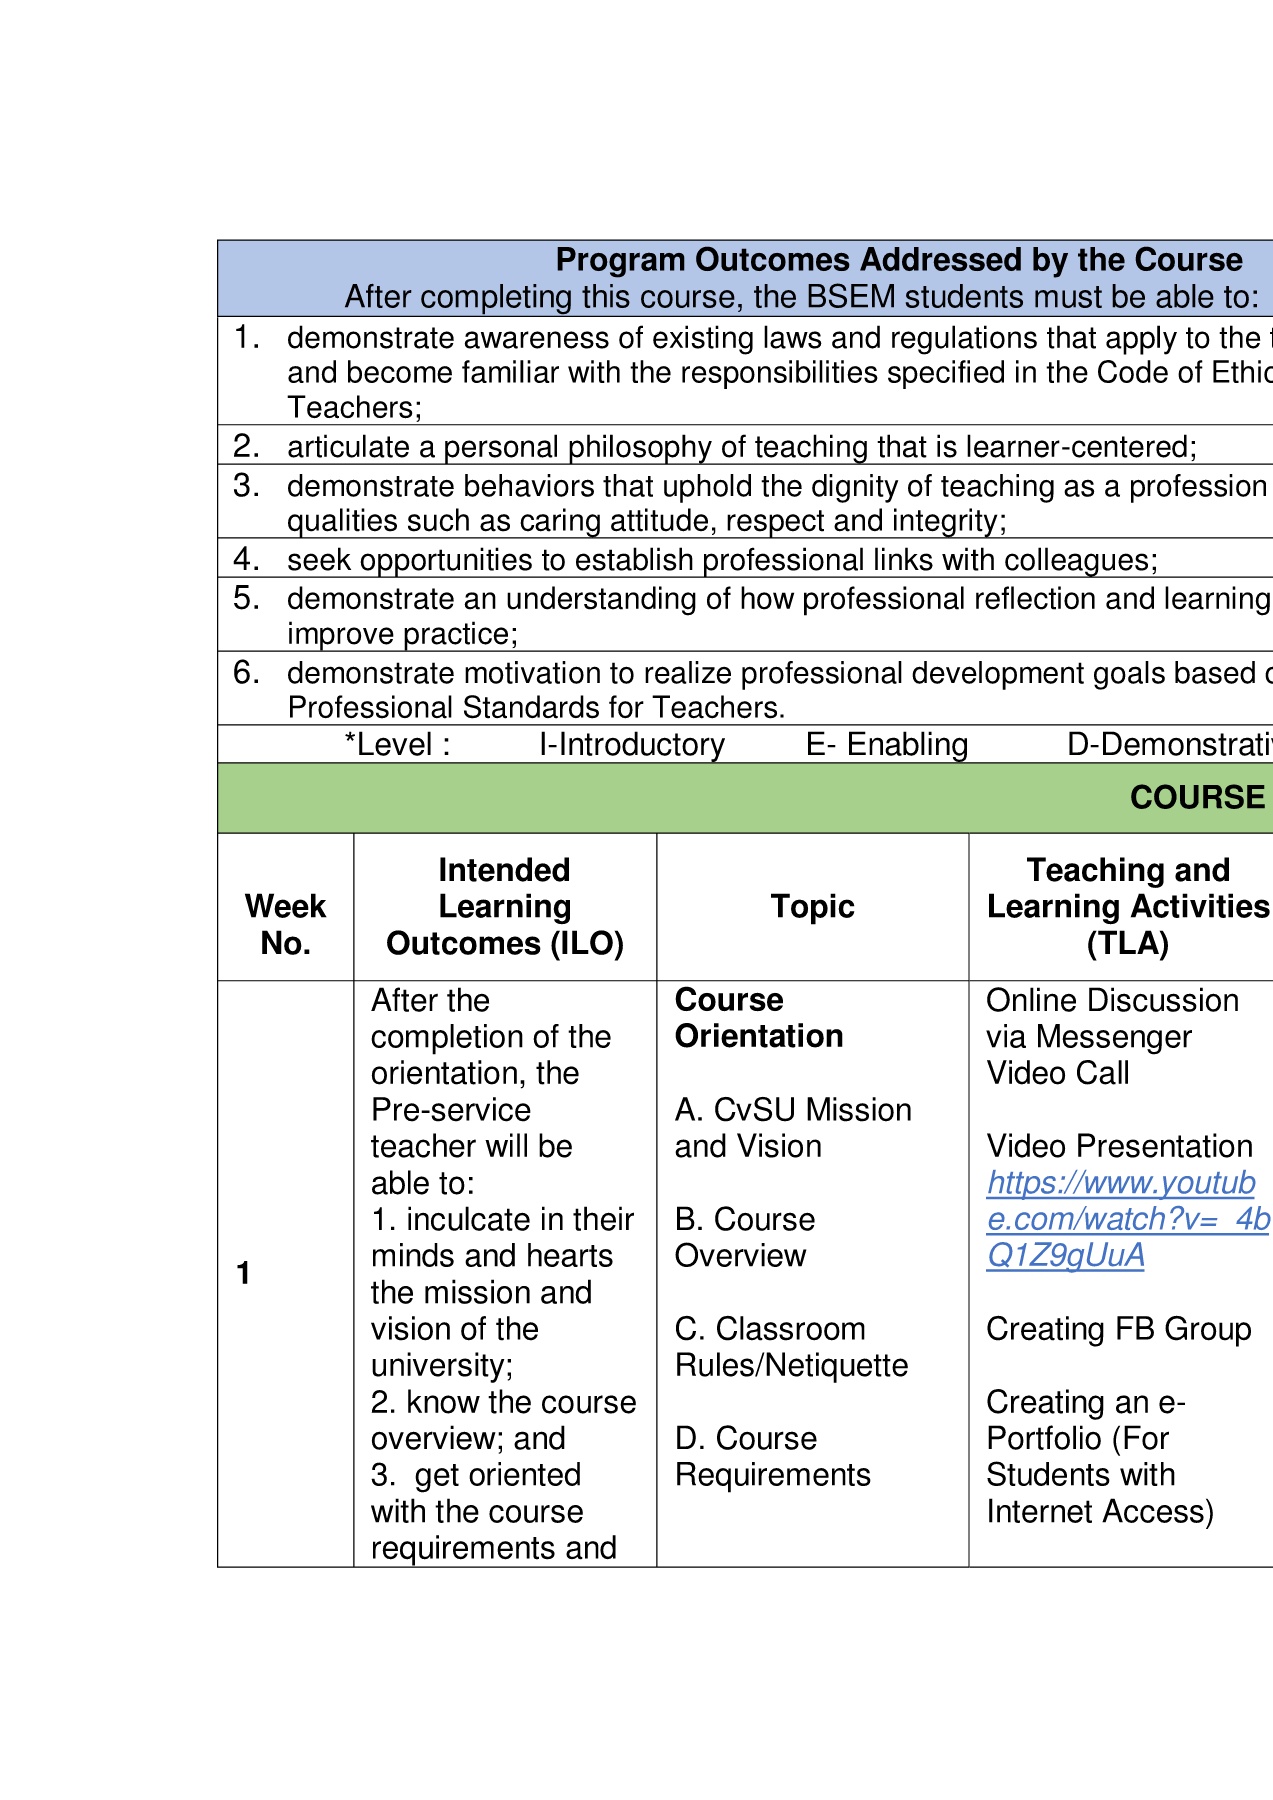 Program Outcomes Addressed by the Course
After completing this course, the BSEM students must be able to:
1. demonstrate awareness of existing laws and regulations that apply to the
and become familiar with the responsibilities specified in the Code of
Teachers;
2. articulate a personal philosophy of teaching that is learner-centered;
3. demonstrate behaviors that uphold the dignity of teaching as a profession
qualities such as caring attitude, respect and integrity;
4. seek opportunities to establish professional links with colleagues;
5. demonstrate an understanding of how professional reflection and learning
improve practice;
6. demonstrate motivation to realize professional development goals based
Professional Standards for Teachers.
*Level : I-Introductory E- Enabling
COURSE
Week
No.
Intended
Learning
Outcomes (ILO)
Topic
Teaching and
Learning Activities
(TLA)
1
After the
completion of the
orientation, the
Pre-service
teacher will be
able to:
1. inculcate in their
minds and hearts
the mission and
vision of the
university;
2. know the course
overview; and
3. get oriented
with the course
requirements and
Course
Orientation
A. CvSU Mission
and Vision
B. Course
Overview
C. Classroom
Rules/Netiquette
D. Course
Requirements
Online Discussion
via Messenger
Video Call
Video Presentation
https://www.youtub
e.com/watch?v=_4b
Q1Z9gUuA
Creating FB Group
Creating an e-
Portfolio (For
Students with
Internet Access)